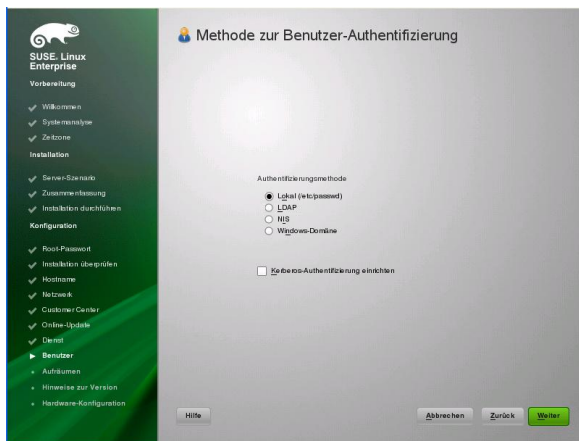 SUSE. Linux
Enterprise
Vorbereitung
Willkommen
Systemanalyse
Zeitzone
Installation
Server-Szenario
Zusammenfassung
Installation durchführen
Konfiguration
Root-Passwort
Installation überprüfen
Hostname
Netzwerk
Customer Center
Online-Update
Dienst
Benutzer
Aufräumen
Hinweise zur Version
Hardware-Konfiguration
Methode zur Benutzer-Authentifizierung
Authentifizierungsmethode
Lokal (/etc/passwd)
LDAP
NIS
Windows-Domäne
Kerberos-Authentifizierung einrichten
Hilfe
Abbrechen
Zurück
Weiter